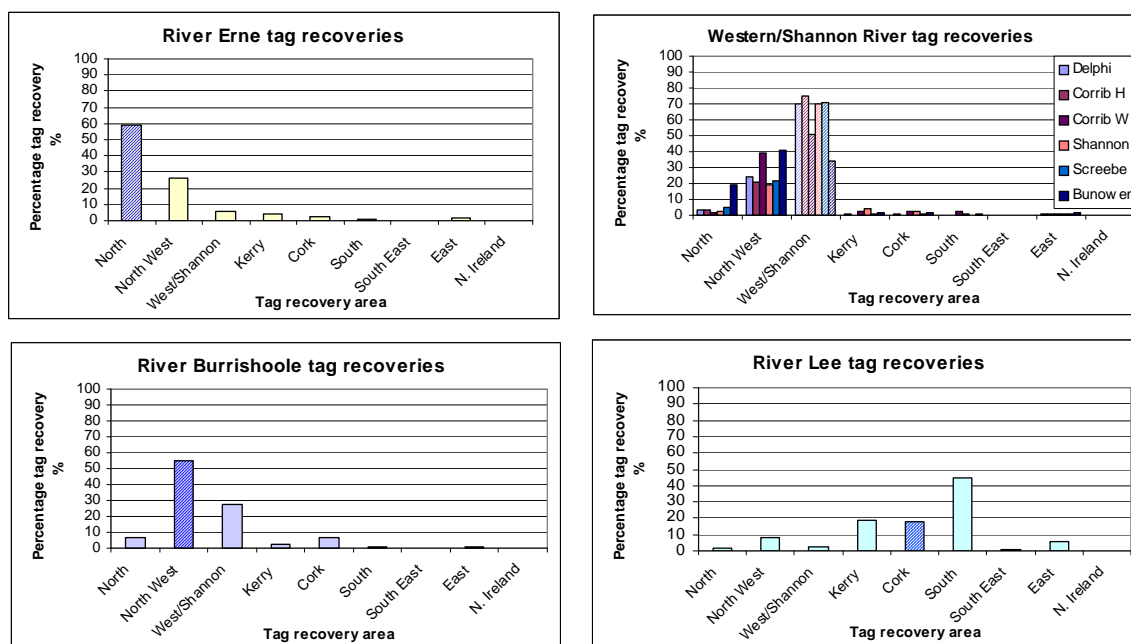 River Erne tag recoveries
Percentage tag recovery
%
100
90
80
70
60
50
40
30
20
10
0
North
North West
West/Shannon
Kerry
Cork
South
South East
East
N. Ireland
Tag recovery area
Western/Shannon River tag recoveries
Percentage tag recovery
%
100
90
80
70
60
50
40
30
20
10
0
Delphi
Corrib H
Corrib W
Shannon
Screebe
Bunower
North
North West
West/Shannon
Kerry
Cork
South
South East
East
N. Ireland
Tag recovery area
River Burrishoole tag recoveries
Percentage tag recovery
%
100
90
80
70
60
50
40
30
20
10
0
North
North West
West/Shannon
Kerry
Cork
South
South East
East
N. Ireland
Tag recovery area
River Lee tag recoveries
Percentage tag recovery
%
100
90
80
70
60
50
40
30
20
10
0
North
North West
West/Shannon
Kerry
Cork
South
South East
East
N. Ireland
Tag recovery area